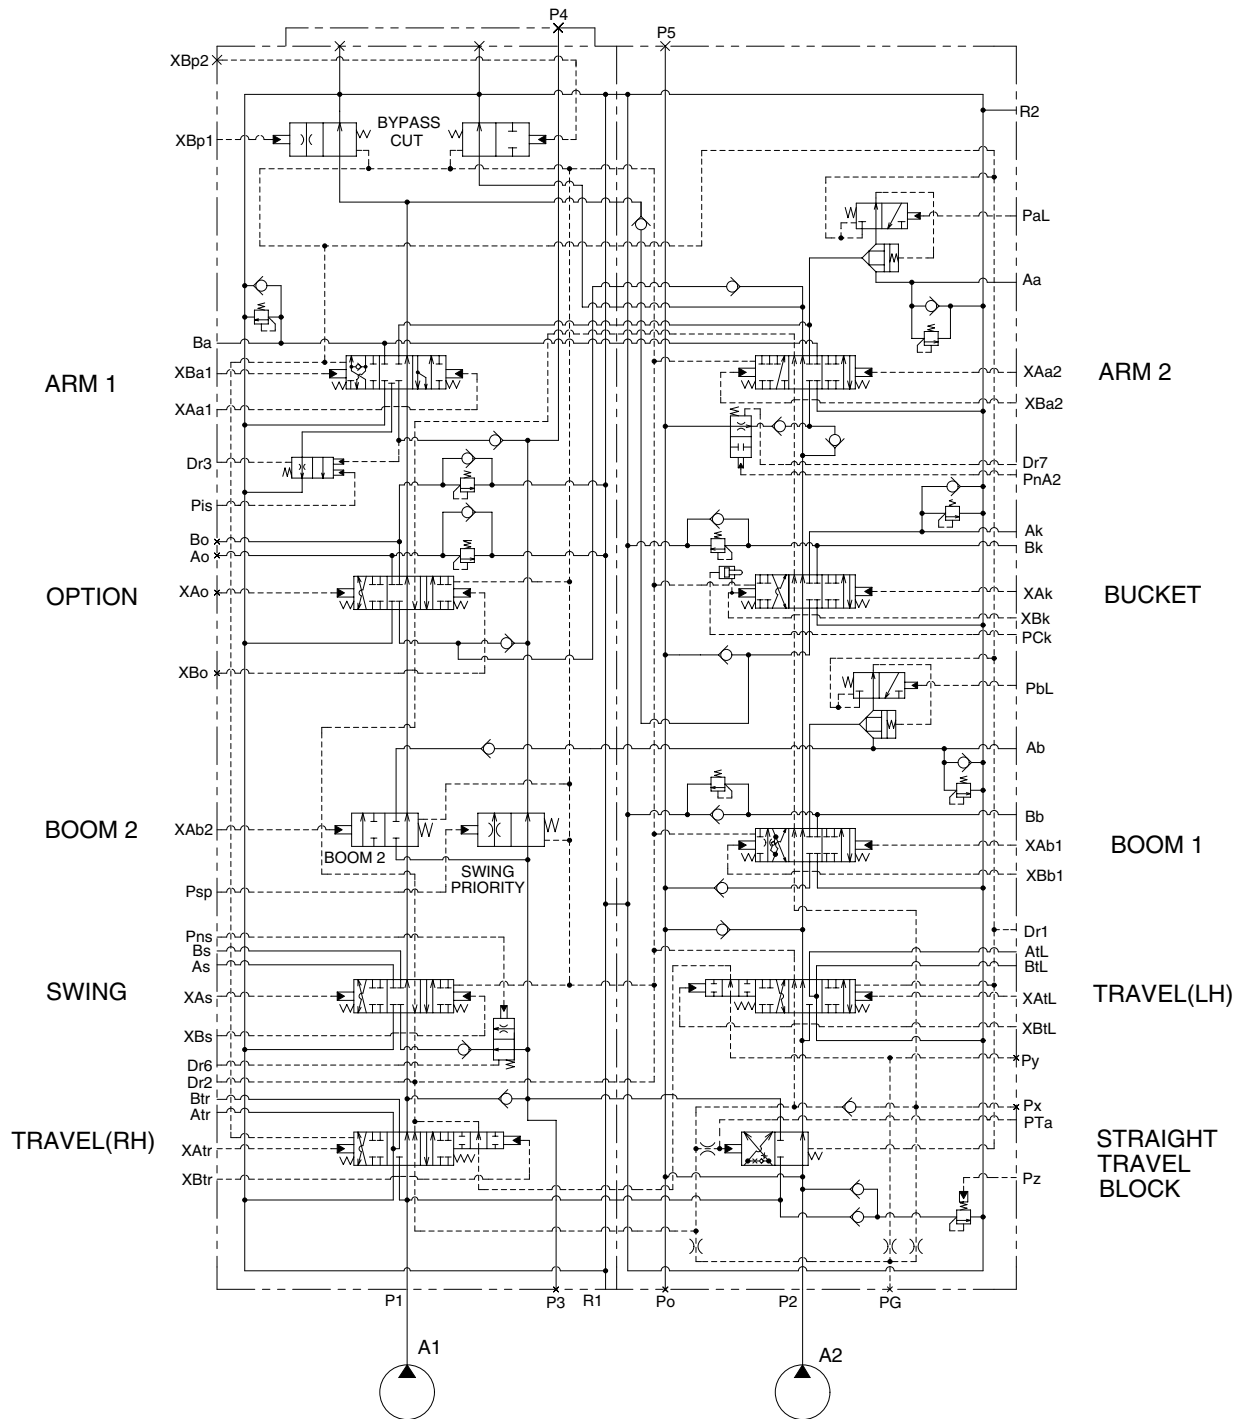 P4
P5
XBp2
R2
XBp1
BYPASS
CUT
PaL
Aa
Ba
XBa1
ARM 1
XAa1
XAa2
ARM 2
XBa2
Dr3
Dr7
PnA2
Pis
Ak
Bo
Bk
Ao
OPTION
XAo
XAk
BUCKET
XBk
PCk
XBo
PbL
Ab
Bb
BOOM 2
XAb2
BOOM 2
SWING
PRIORITY
XAb1
BOOM 1
XBb1
Psp
Pns
Dr1
Bs
AtL
As
BtL
SWING
XAs
XAtL
TRAVEL(LH)
XBs
XBtL
Dr6
Py
Dr2
Btr
Px
Atr
PTa
TRAVEL(RH)
XAtr
STRAIGHT
TRAVEL
BLOCK
XBtr
Pz
P1
P3
R1
Po
P2
PG
A1
A2